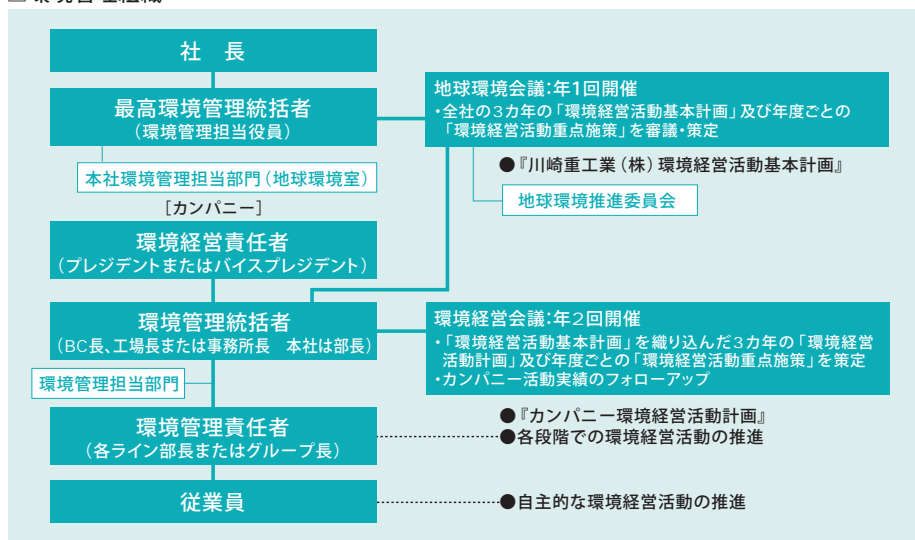 社　長
最高環境管理統括者
（環境管理担当役員）
本社環境管理担当部門（地球環境室）
［カンパニー］
環境経営責任者
（プレジデントまたはバイスプレジデント）
環境管理統括者
（BC長、工場長または事務所長　本社は部長）
環境管理担当部門
環境管理責任者
（各ライン部長またはグループ長）
従業員
地球環境会議：年1回開催
・全社の3カ年の「環境経営活動基本計画」及び年度ごとの
「環境経営活動重点施策」を審議・策定
●『川崎重工業（株）環境経営活動基本計画』
地球環境推進委員会
環境経営会議：年2回開催
・「環境経営活動基本計画」を織り込んだ3カ年の「環境経営
活動計画」及び年度ごとの「環境経営活動重点施策」を策定
・カンパニー活動実績のフォローアップ
●『カンパニー環境経営活動計画』
●各段階での環境経営活動の推進
●自主的な環境経営活動の推進